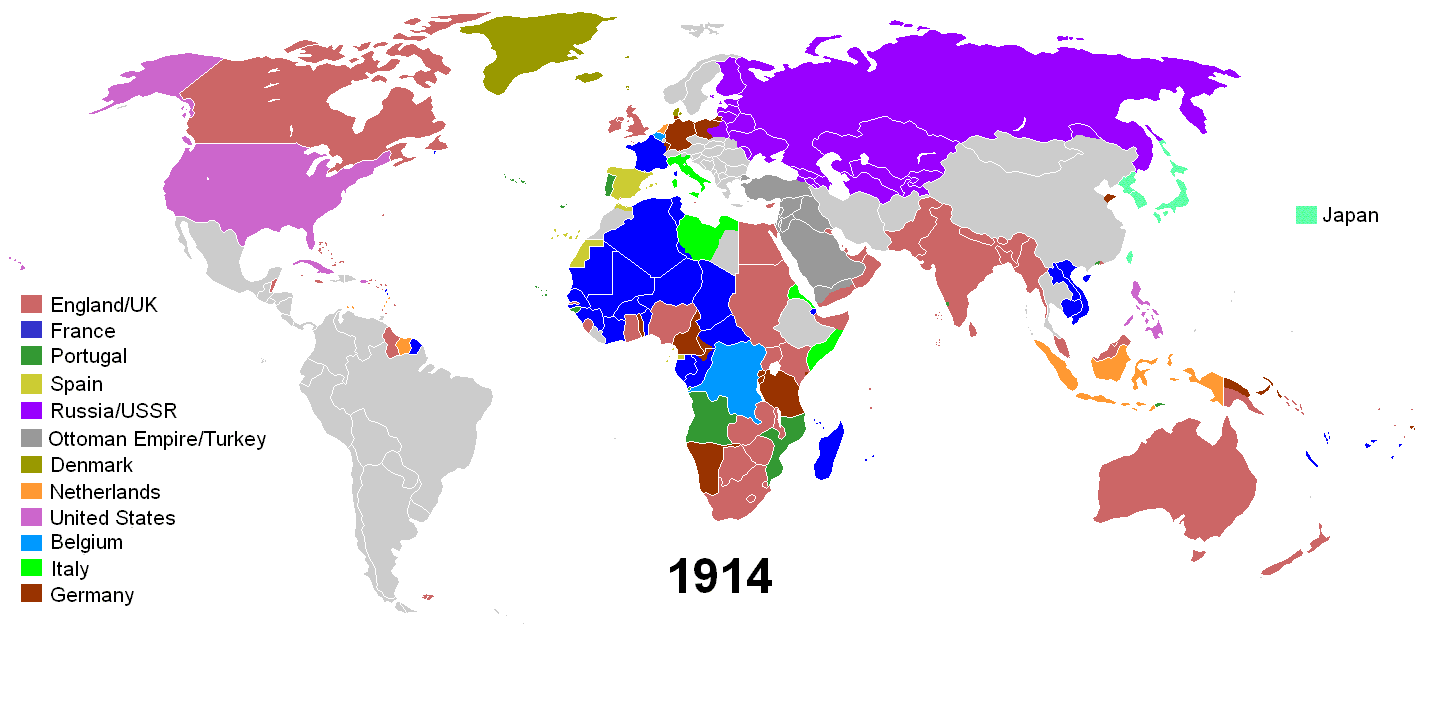 England/UK
France
Portugal
Spain
Russia/USSR
Ottoman Empire/Turkey
Denmark
Netherlands
United States
Belgium
Italy
Germany
Japan
1914